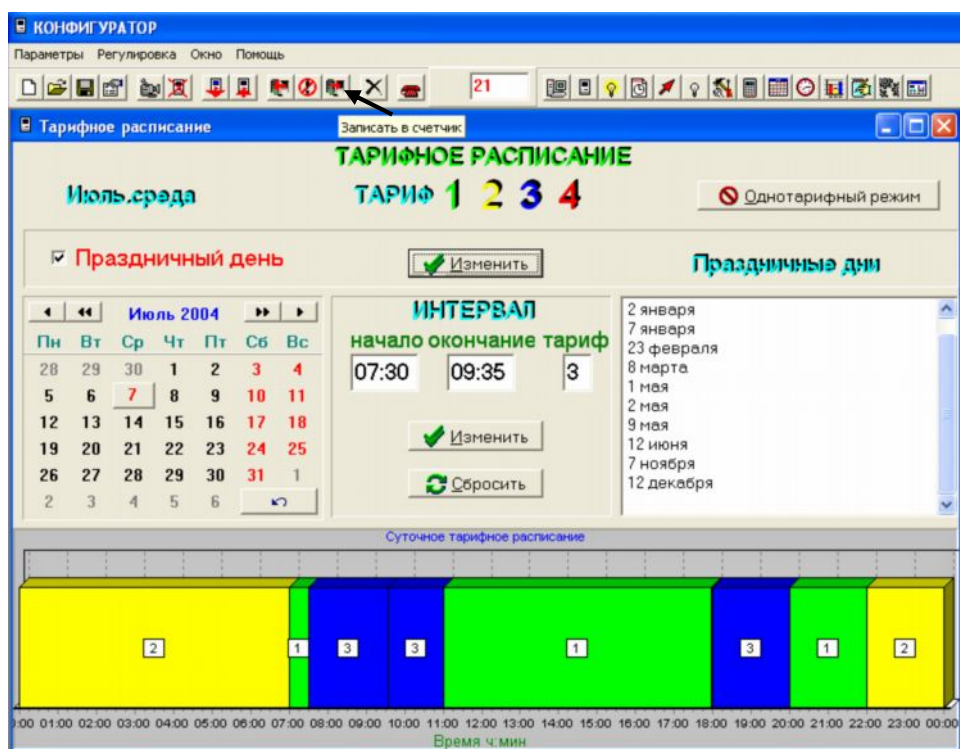 КОНФИГУРАТОР
Параметры Регулировка Окно Помощь
21
Записать в счетчик
Тарифное расписание
ТАРИФНОЕ РАСПИСАНИЕ
Июль.среда
ТАРИФ 1 2 3 4
Однотарифный режим
Праздничный день
Изменить
Праздничные дни
Июль 2004
Пн Вт Ср Чт Пт Сб Вс
28 29 30 1 2 3 4
5 6 7 8 9 10 11
12 13 14 15 16 17 18
19 20 21 22 23 24 25
26 27 28 29 30 31 1
2 3 4 5 6
ИНТЕРВАЛ
начало окончание тариф
07:30 09:35 3
Изменить
Сбросить
2 января
7 января
23 февраля
8 марта
1 мая
2 мая
9 мая
12 июня
7 ноября
12 декабря
Суточное тарифное расписание
2 1 3 3 1 3 1 2
:00 01:00 02:00 03:00 04:00 05:00 06:00 07:00 08:00 09:00 10:00 11:00 12:00 13:00 14:00 15:00 16:00 17:00 18:00 19:00 20:00 21:00 22:00 23:00 00:00
Время ч:мин